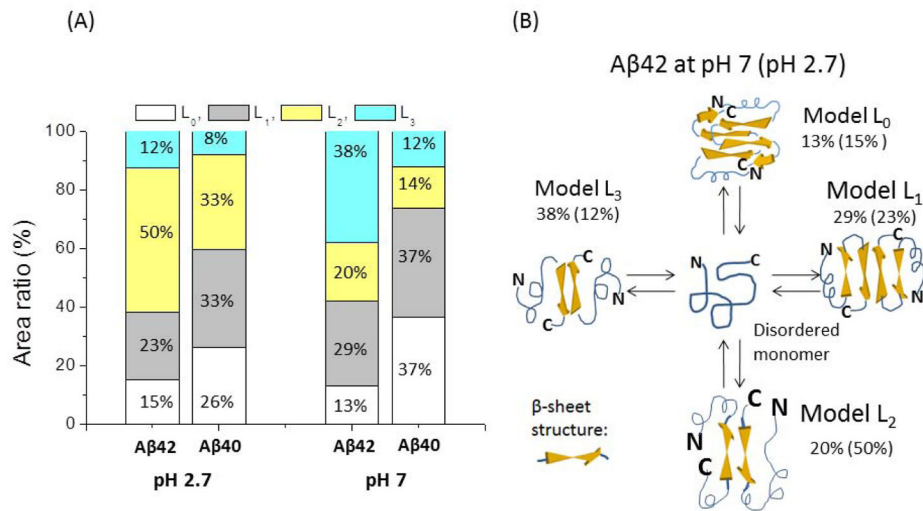 (A)
L0, L1, L2, L3
Area ratio (%)
100
80
60
40
20
0
12%
50%
23%
15%
8%
33%
33%
26%
38%
20%
29%
13%
12%
14%
37%
37%
Aβ42 Aβ40 Aβ42 Aβ40
pH 2.7 pH 7
(B)
Aβ42 at pH 7 (pH 2.7)
N
C
C
N
Model L0
13% (15%)
Model L3
38% (12%)
C
N
N
C
N C
Disordered
monomer
Model L1
29% (23%)
N
C
C
N
β-sheet
structure:
C N
N
C
Model L2
20% (50%)